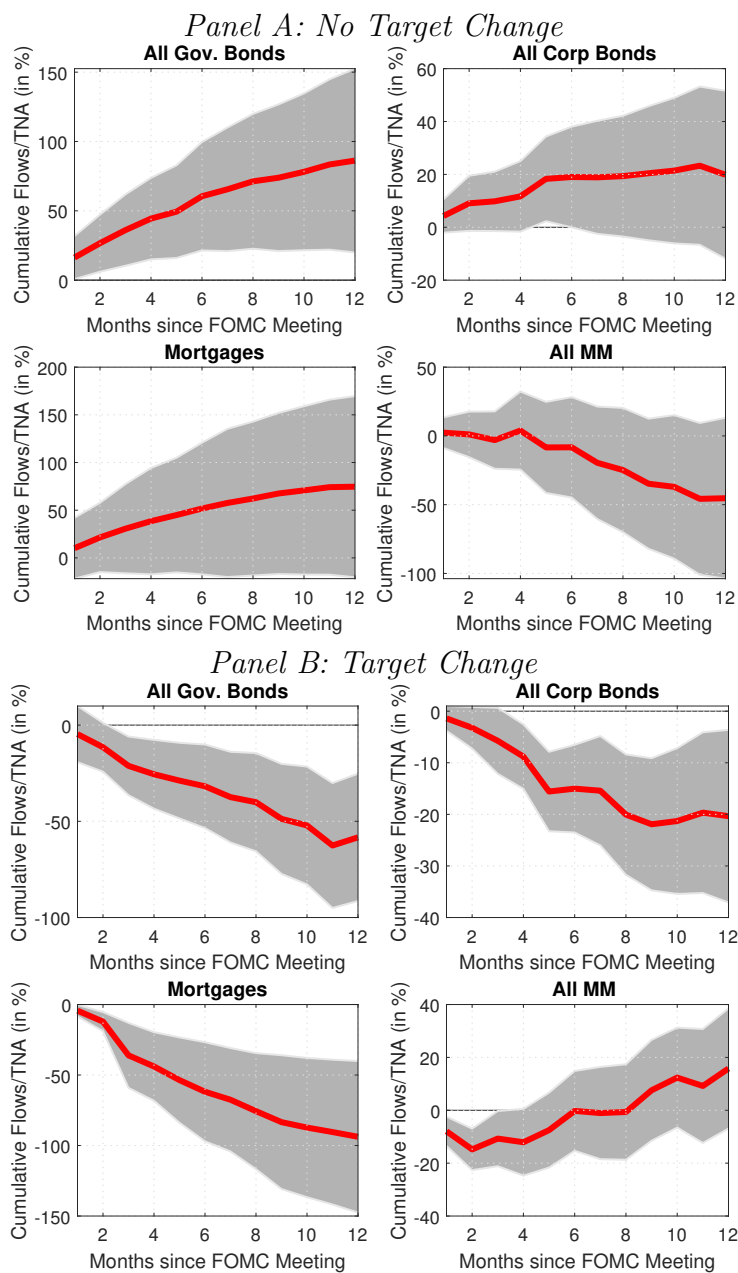 Panel A: No Target Change
All Gov. Bonds
Cumulative Flows/TNA (in %)
150
100
50
0
2 4 6 8 10 12
Months since FOMC Meeting
All Corp Bonds
Cumulative Flows/TNA (in %)
60
40
20
0
-20
2 4 6 8 10 12
Months since FOMC Meeting
Mortgages
Cumulative Flows/TNA (in %)
200
150
100
50
0
2 4 6 8 10 12
Months since FOMC Meeting
All MM
Cumulative Flows/TNA (in %)
50
0
-50
-100
2 4 6 8 10 12
Months since FOMC Meeting
Panel B: Target Change
All Gov. Bonds
Cumulative Flows/TNA (in %)
0
-50
-100
2 4 6 8 10 12
Months since FOMC Meeting
All Corp Bonds
Cumulative Flows/TNA (in %)
0
-10
-20
-30
-40
2 4 6 8 10 12
Months since FOMC Meeting
Mortgages
Cumulative Flows/TNA (in %)
0
-50
-100
-150
2 4 6 8 10 12
Months since FOMC Meeting
All MM
Cumulative Flows/TNA (in %)
40
20
0
-20
-40
2 4 6 8 10 12
Months since FOMC Meeting